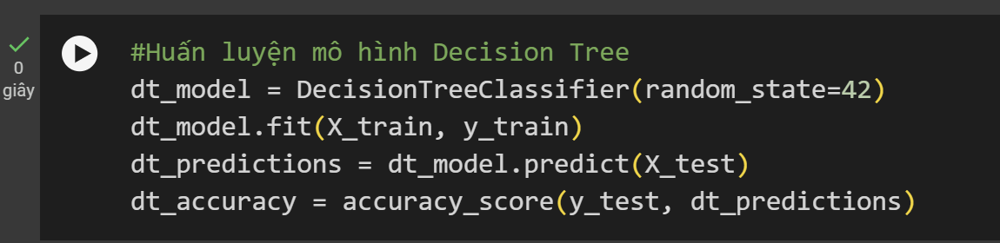 #Huấn luyện mô hình Decision Tree
0
giây
dt_model = DecisionTreeClassifier(random_state=42)
dt_model.fit(X_train, y_train)
dt_predictions = dt_model.predict(X_test)
dt_accuracy = accuracy_score(y_test, dt_predictions)